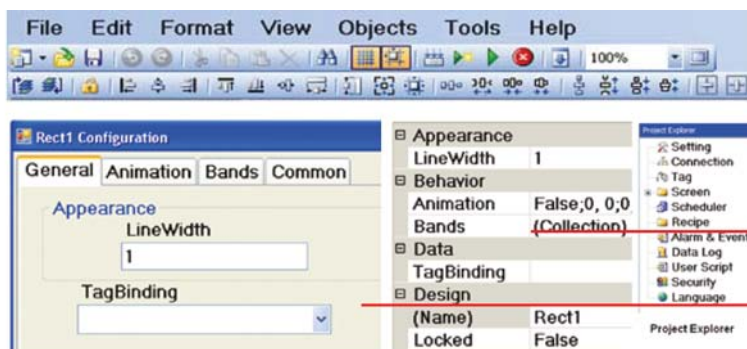 File Edit Format View Objects Tools Help
100%
Rect1 Configuration
General Animation Bands Common
Appearance
LineWidth
1
TagBinding
Appearance
LineWidth 1
Behavior
Animation False;0, 0;0
Bands (Collection)
Data
TagBinding
Design
(Name) Rect1
Locked False
Project Explorer
Setting
Connection
Tag
Screen
Scheduler
Recipe
Alarm & Event
Data Log
User Script
Security
Language
Project Explorer